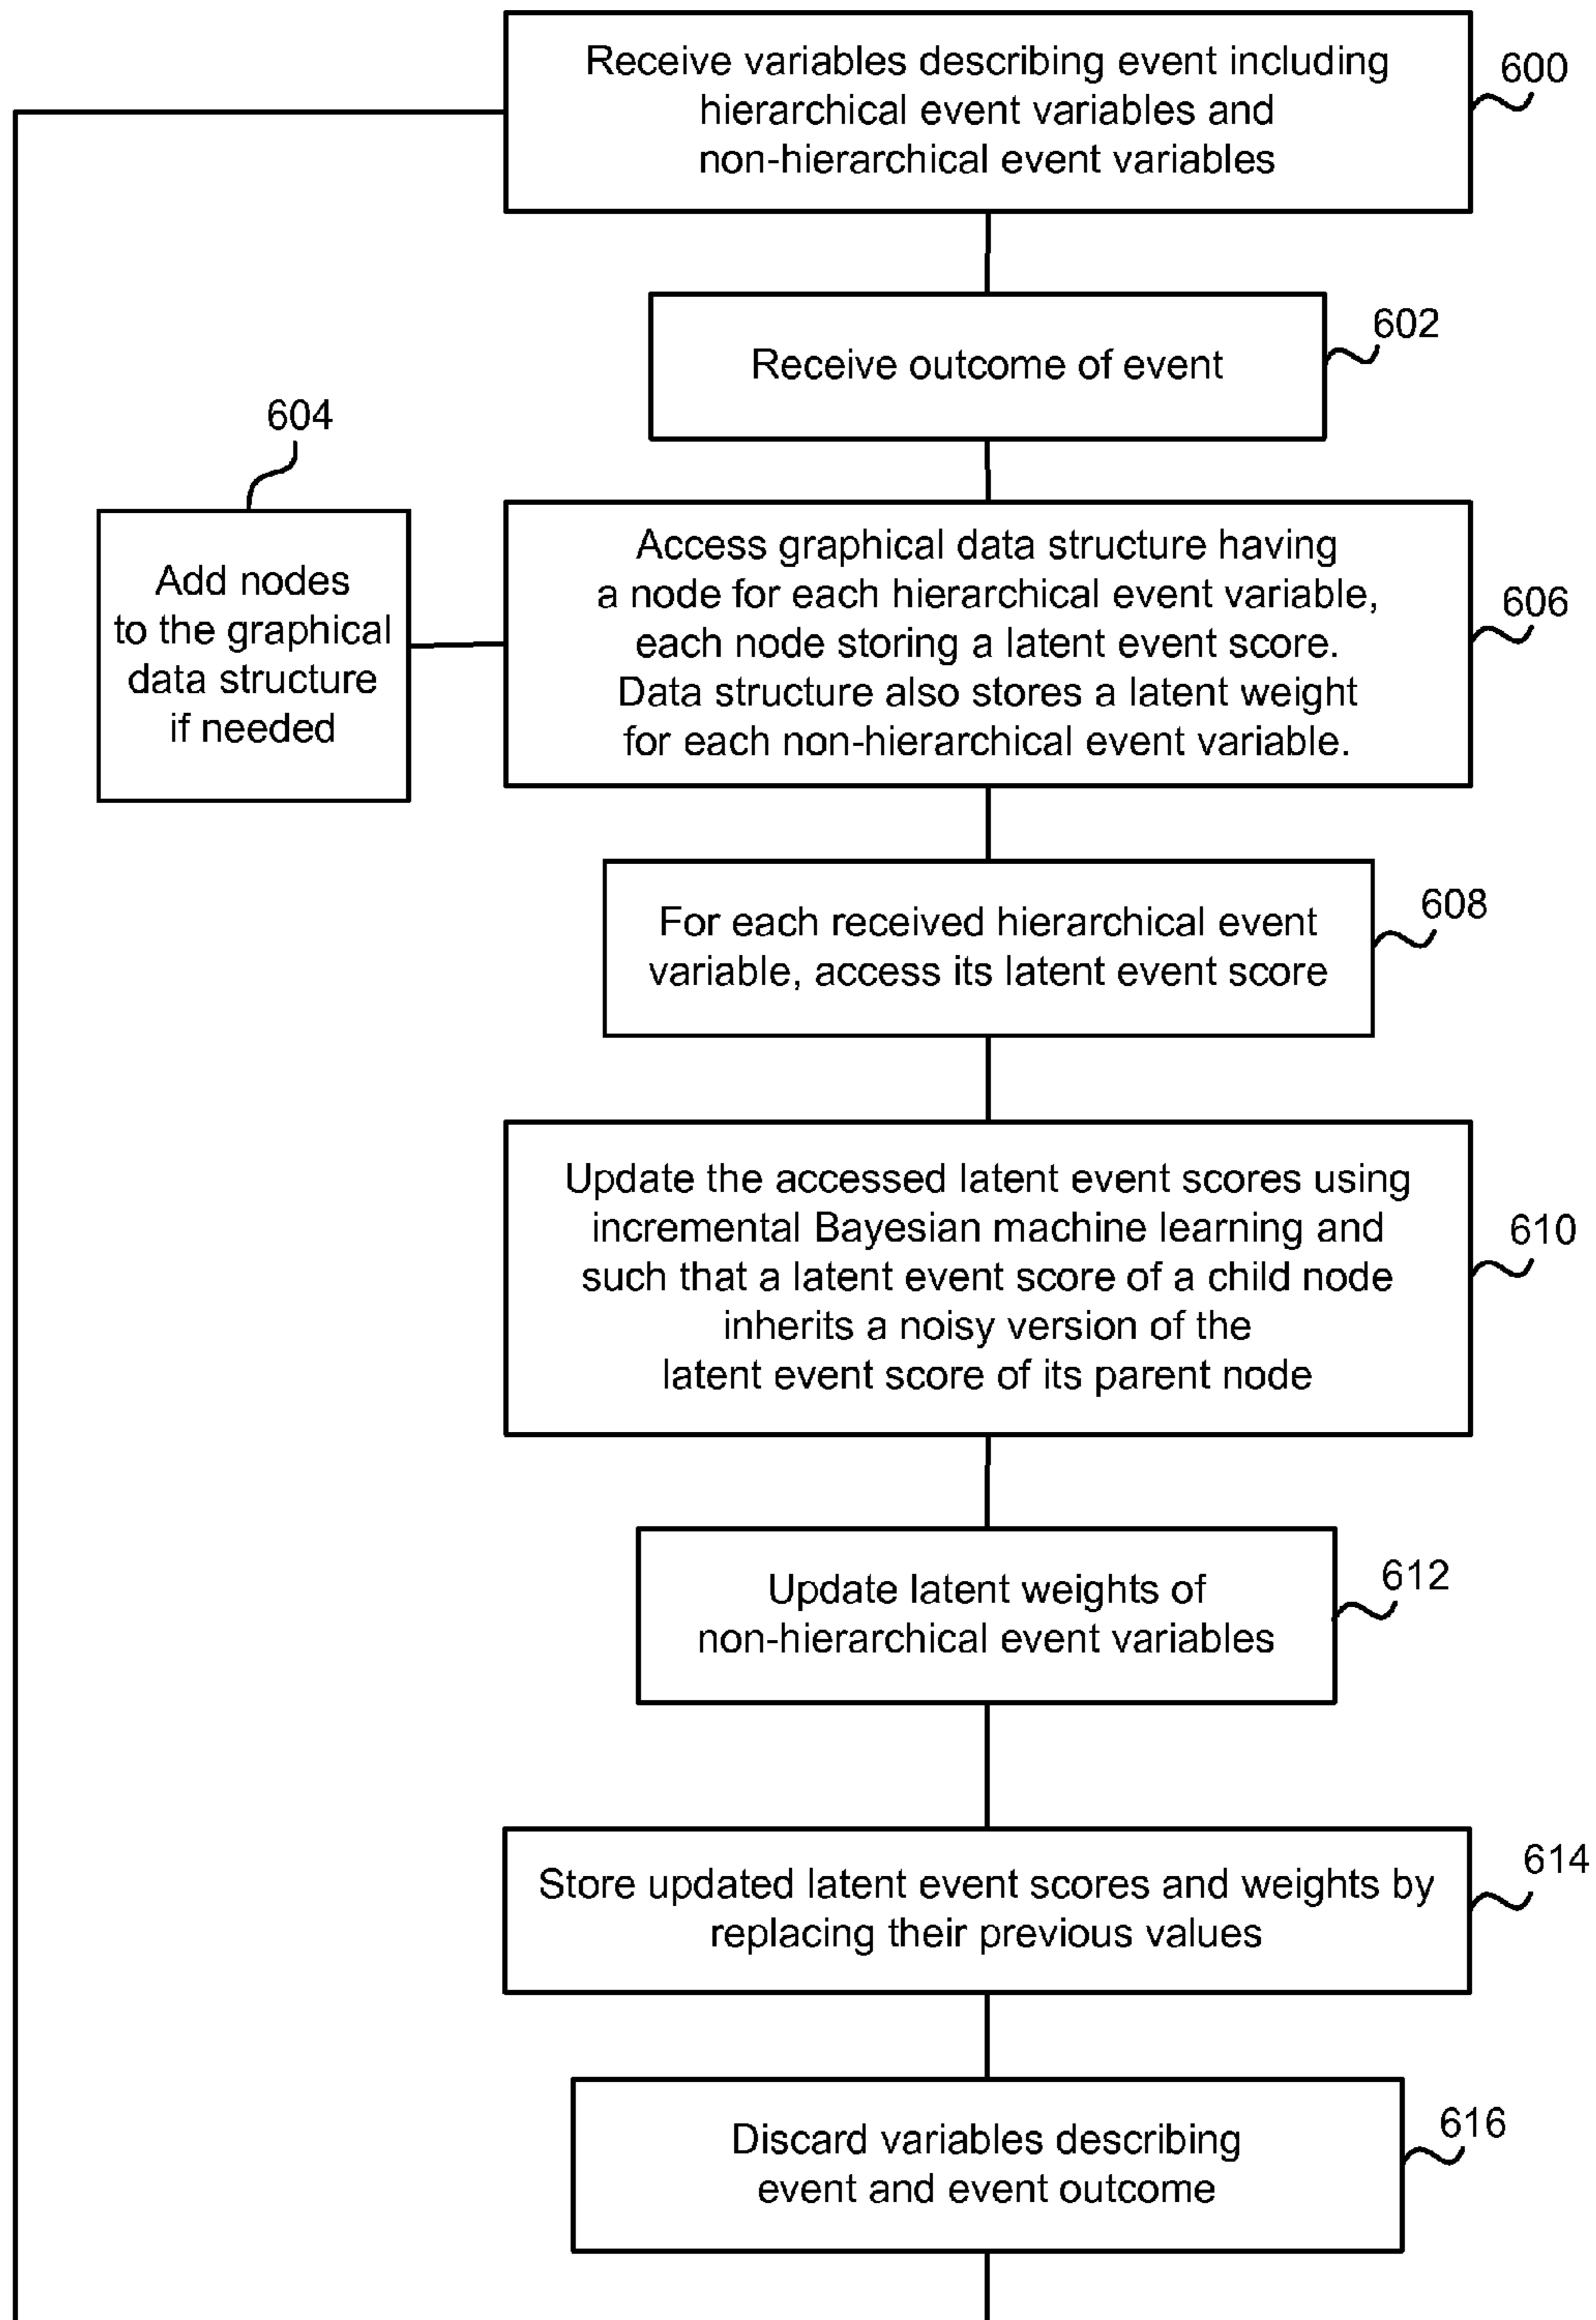 Receive variables describing event including
hierarchical event variables and
non-hierarchical event variables
600
Receive outcome of event
602
604
Add nodes
to the graphical
data structure
if needed
Access graphical data structure having
a node for each hierarchical event variable,
each node storing a latent event score.
Data structure also stores a latent weight
for each non-hierarchical event variable.
606
For each received hierarchical event
variable, access its latent event score
608
Update the accessed latent event scores using
incremental Bayesian machine learning and
such that a latent event score of a child node
inherits a noisy version of the
latent event score of its parent node
610
Update latent weights of
non-hierarchical event variables
612
Store updated latent event scores and weights by
replacing their previous values
614
Discard variables describing
event and event outcome
616